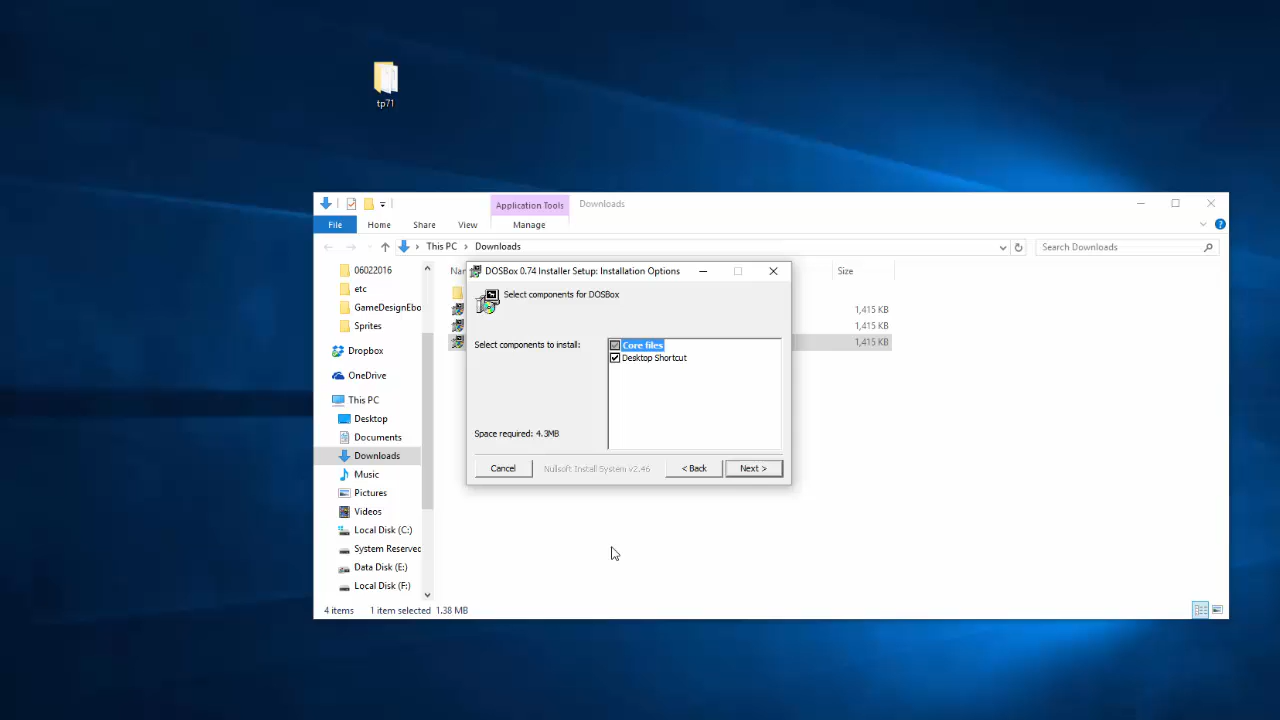 tp71
Application Tools
Downloads
File
Home
Share
View
Manage
This PC
Downloads
Search Downloads
06022016
etc
GameDesignEbo
Sprites
Dropbox
OneDrive
This PC
Desktop
Documents
Downloads
Music
Pictures
Videos
Local Disk (C:)
System Reserved
Data Disk (E:)
Local Disk (F:)
Size
1,415 KB
1,415 KB
1,415 KB
DOSBox 0.74 Installer Setup: Installation Options
Select components for DOSBox
Select components to install:
Core files
Desktop Shortcut
Space required: 4.3MB
Cancel
Nullsoft Install System v2.46
< Back
Next >
4 items
1 item selected 1.38 MB